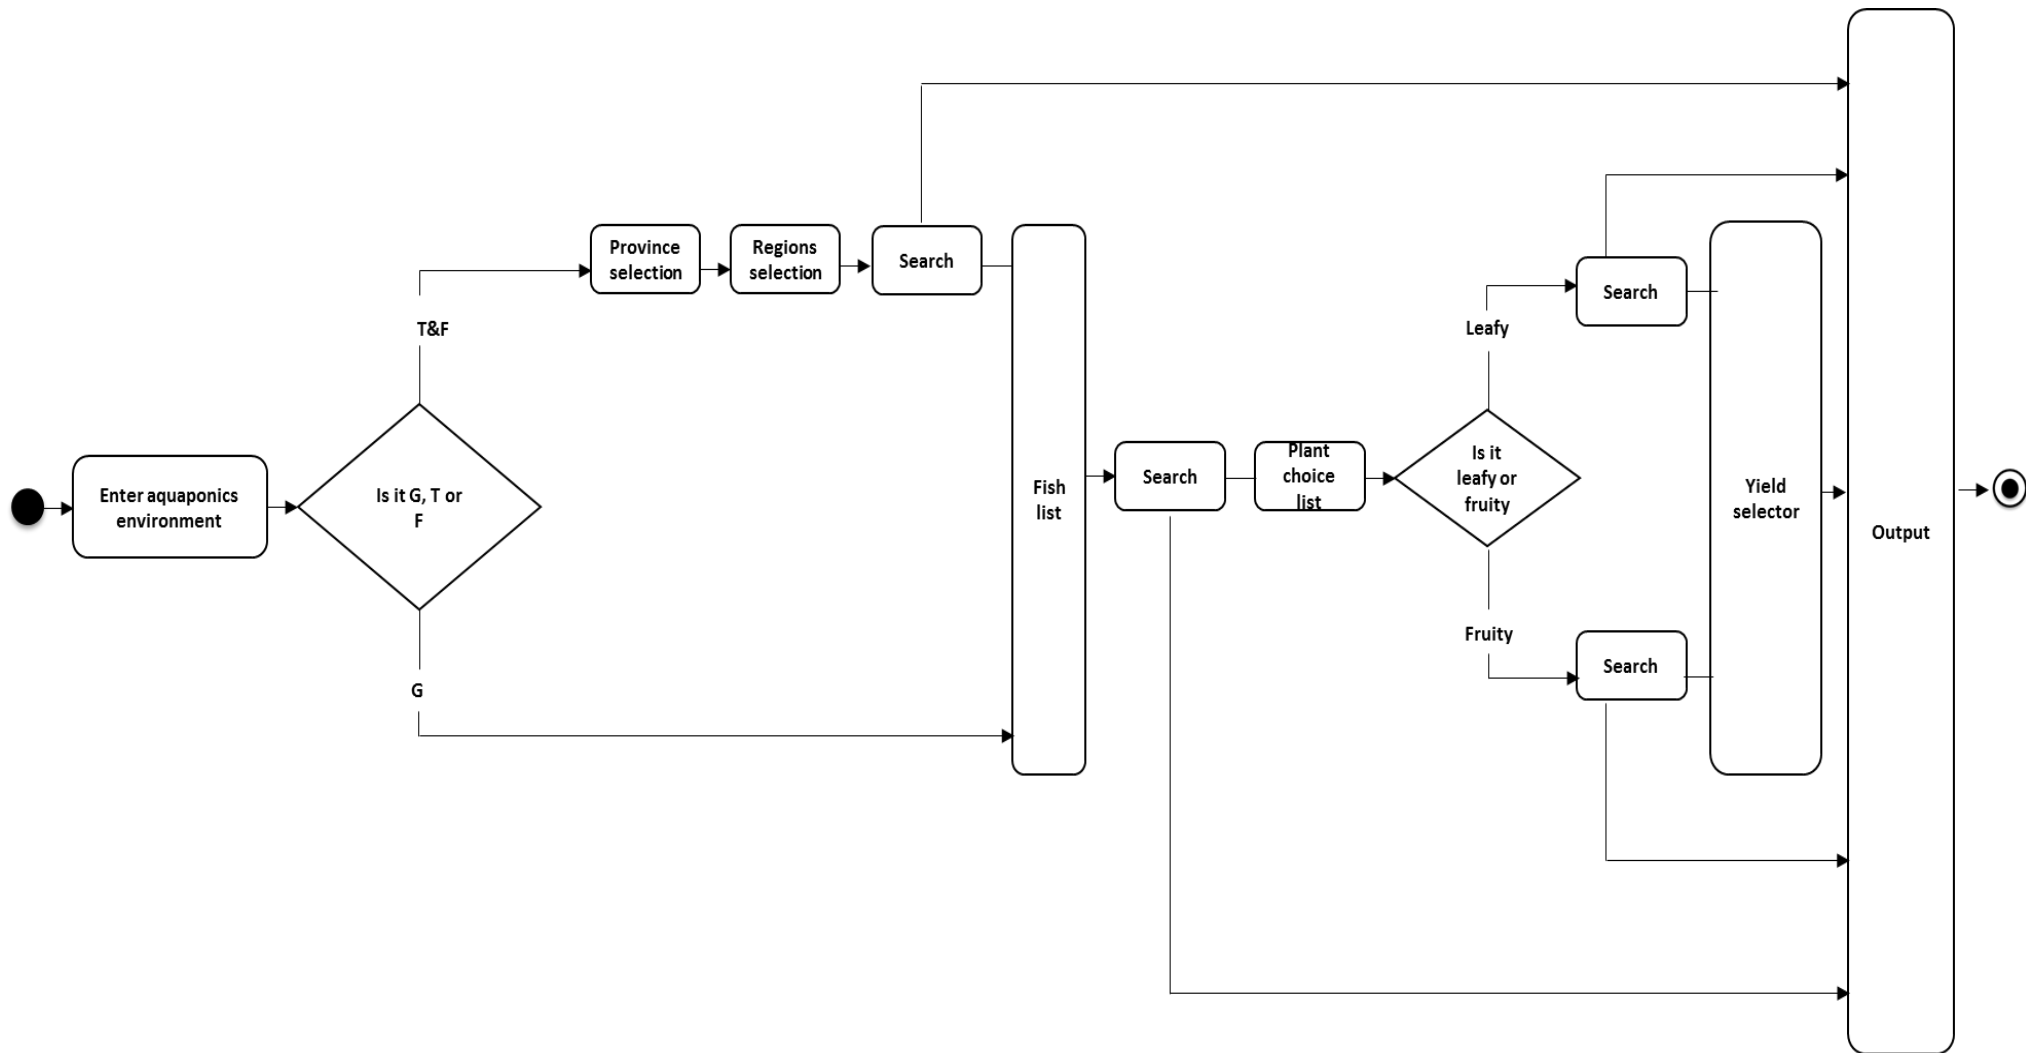 Enter aquaponics
environment
Is it G, T or
F
T&F
G
Province
selection
Regions
selection
Search
Fish
list
Search
Plant
choice
list
Is it
leafy or
fruity
Leafy
Fruity
Search
Search
Yield
selector
Output